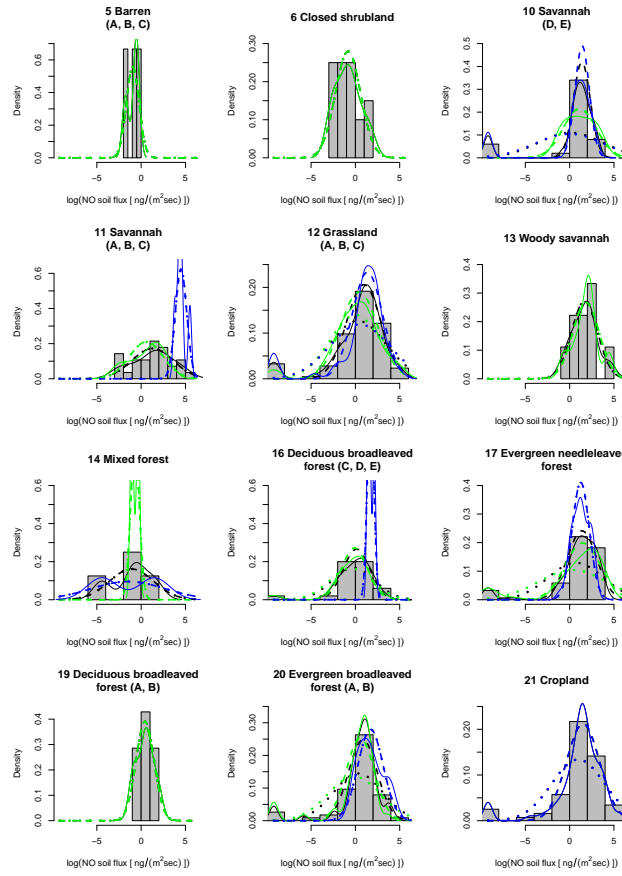 5 Barren
(A, B, C)
Density
0.0 0.2 0.4 0.6
−5 0 5
log(NO soil flux [ ng/(m²sec) ])
6 Closed shrubland
Density
0.00 0.10 0.20 0.30
−5 0 5
log(NO soil flux [ ng/(m²sec) ])
10 Savannah
(D, E)
Density
0.0 0.1 0.2 0.3 0.4 0.5
−5 0 5
log(NO soil flux [ ng/(m²sec) ])
11 Savannah
(A, B, C)
Density
0.0 0.2 0.4 0.6
−5 0 5
log(NO soil flux [ ng/(m²sec) ])
12 Grassland
(A, B, C)
Density
0.00 0.10 0.20
−5 0 5
log(NO soil flux [ ng/(m²sec) ])
13 Woody savannah
Density
0.0 0.1 0.2 0.3 0.4
−5 0 5
log(NO soil flux [ ng/(m²sec) ])
14 Mixed forest
Density
0.0 0.2 0.4 0.6
−5 0 5
log(NO soil flux [ ng/(m²sec) ])
16 Deciduous broadleaved
forest (C, D, E)
Density
0.0 0.2 0.4 0.6
−5 0 5
log(NO soil flux [ ng/(m²sec) ])
17 Evergreen needleleave
forest
Density
0.0 0.1 0.2 0.3 0.4
−5 0 5
log(NO soil flux [ ng/(m²sec) ])
19 Deciduous broadleaved
forest (A, B)
Density
0.0 0.1 0.2 0.3 0.4
−5 0 5
log(NO soil flux [ ng/(m²sec) ])
20 Evergreen broadleaved
forest (A, B)
Density
0.00 0.10 0.20 0.30
−5 0 5
log(NO soil flux [ ng/(m²sec) ])
21 Cropland
Density
0.00 0.10 0.20
−5 0 5
log(NO soil flux [ ng/(m²sec) ])